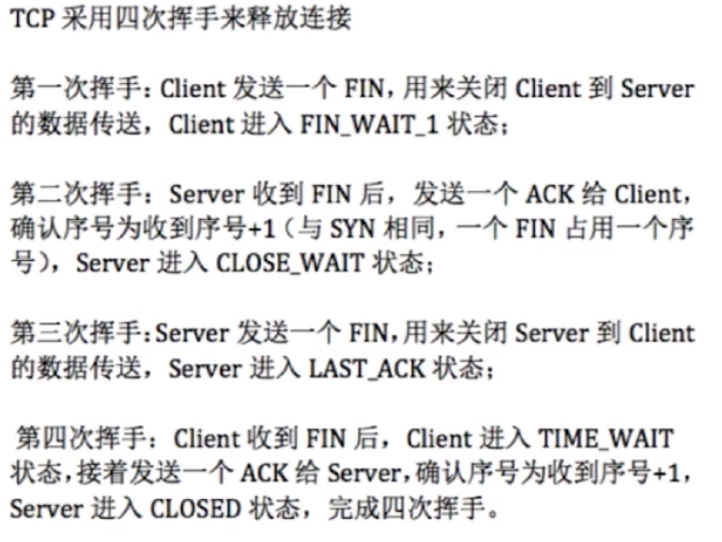 TCP 采用四次挥手来释放连接
第一次挥手：Client 发送一个 FIN，用来关闭 Client 到 Server
的数据传送，Client 进入 FIN_WAIT_1 状态；
第二次挥手：Server 收到 FIN 后，发送一个 ACK 给 Client，
确认序号为收到序号+1（与 SYN 相同，一个 FIN 占用一个序
号），Server 进入 CLOSE_WAIT 状态；
第三次挥手：Server 发送一个 FIN，用来关闭 Server 到 Client
的数据传送，Server 进入 LAST_ACK 状态；
第四次挥手：Client 收到 FIN 后，Client 进入 TIME_WAIT
状态，接着发送一个 ACK 给 Server，确认序号为收到序号+1，
Server 进入 CLOSED 状态，完成四次挥手。